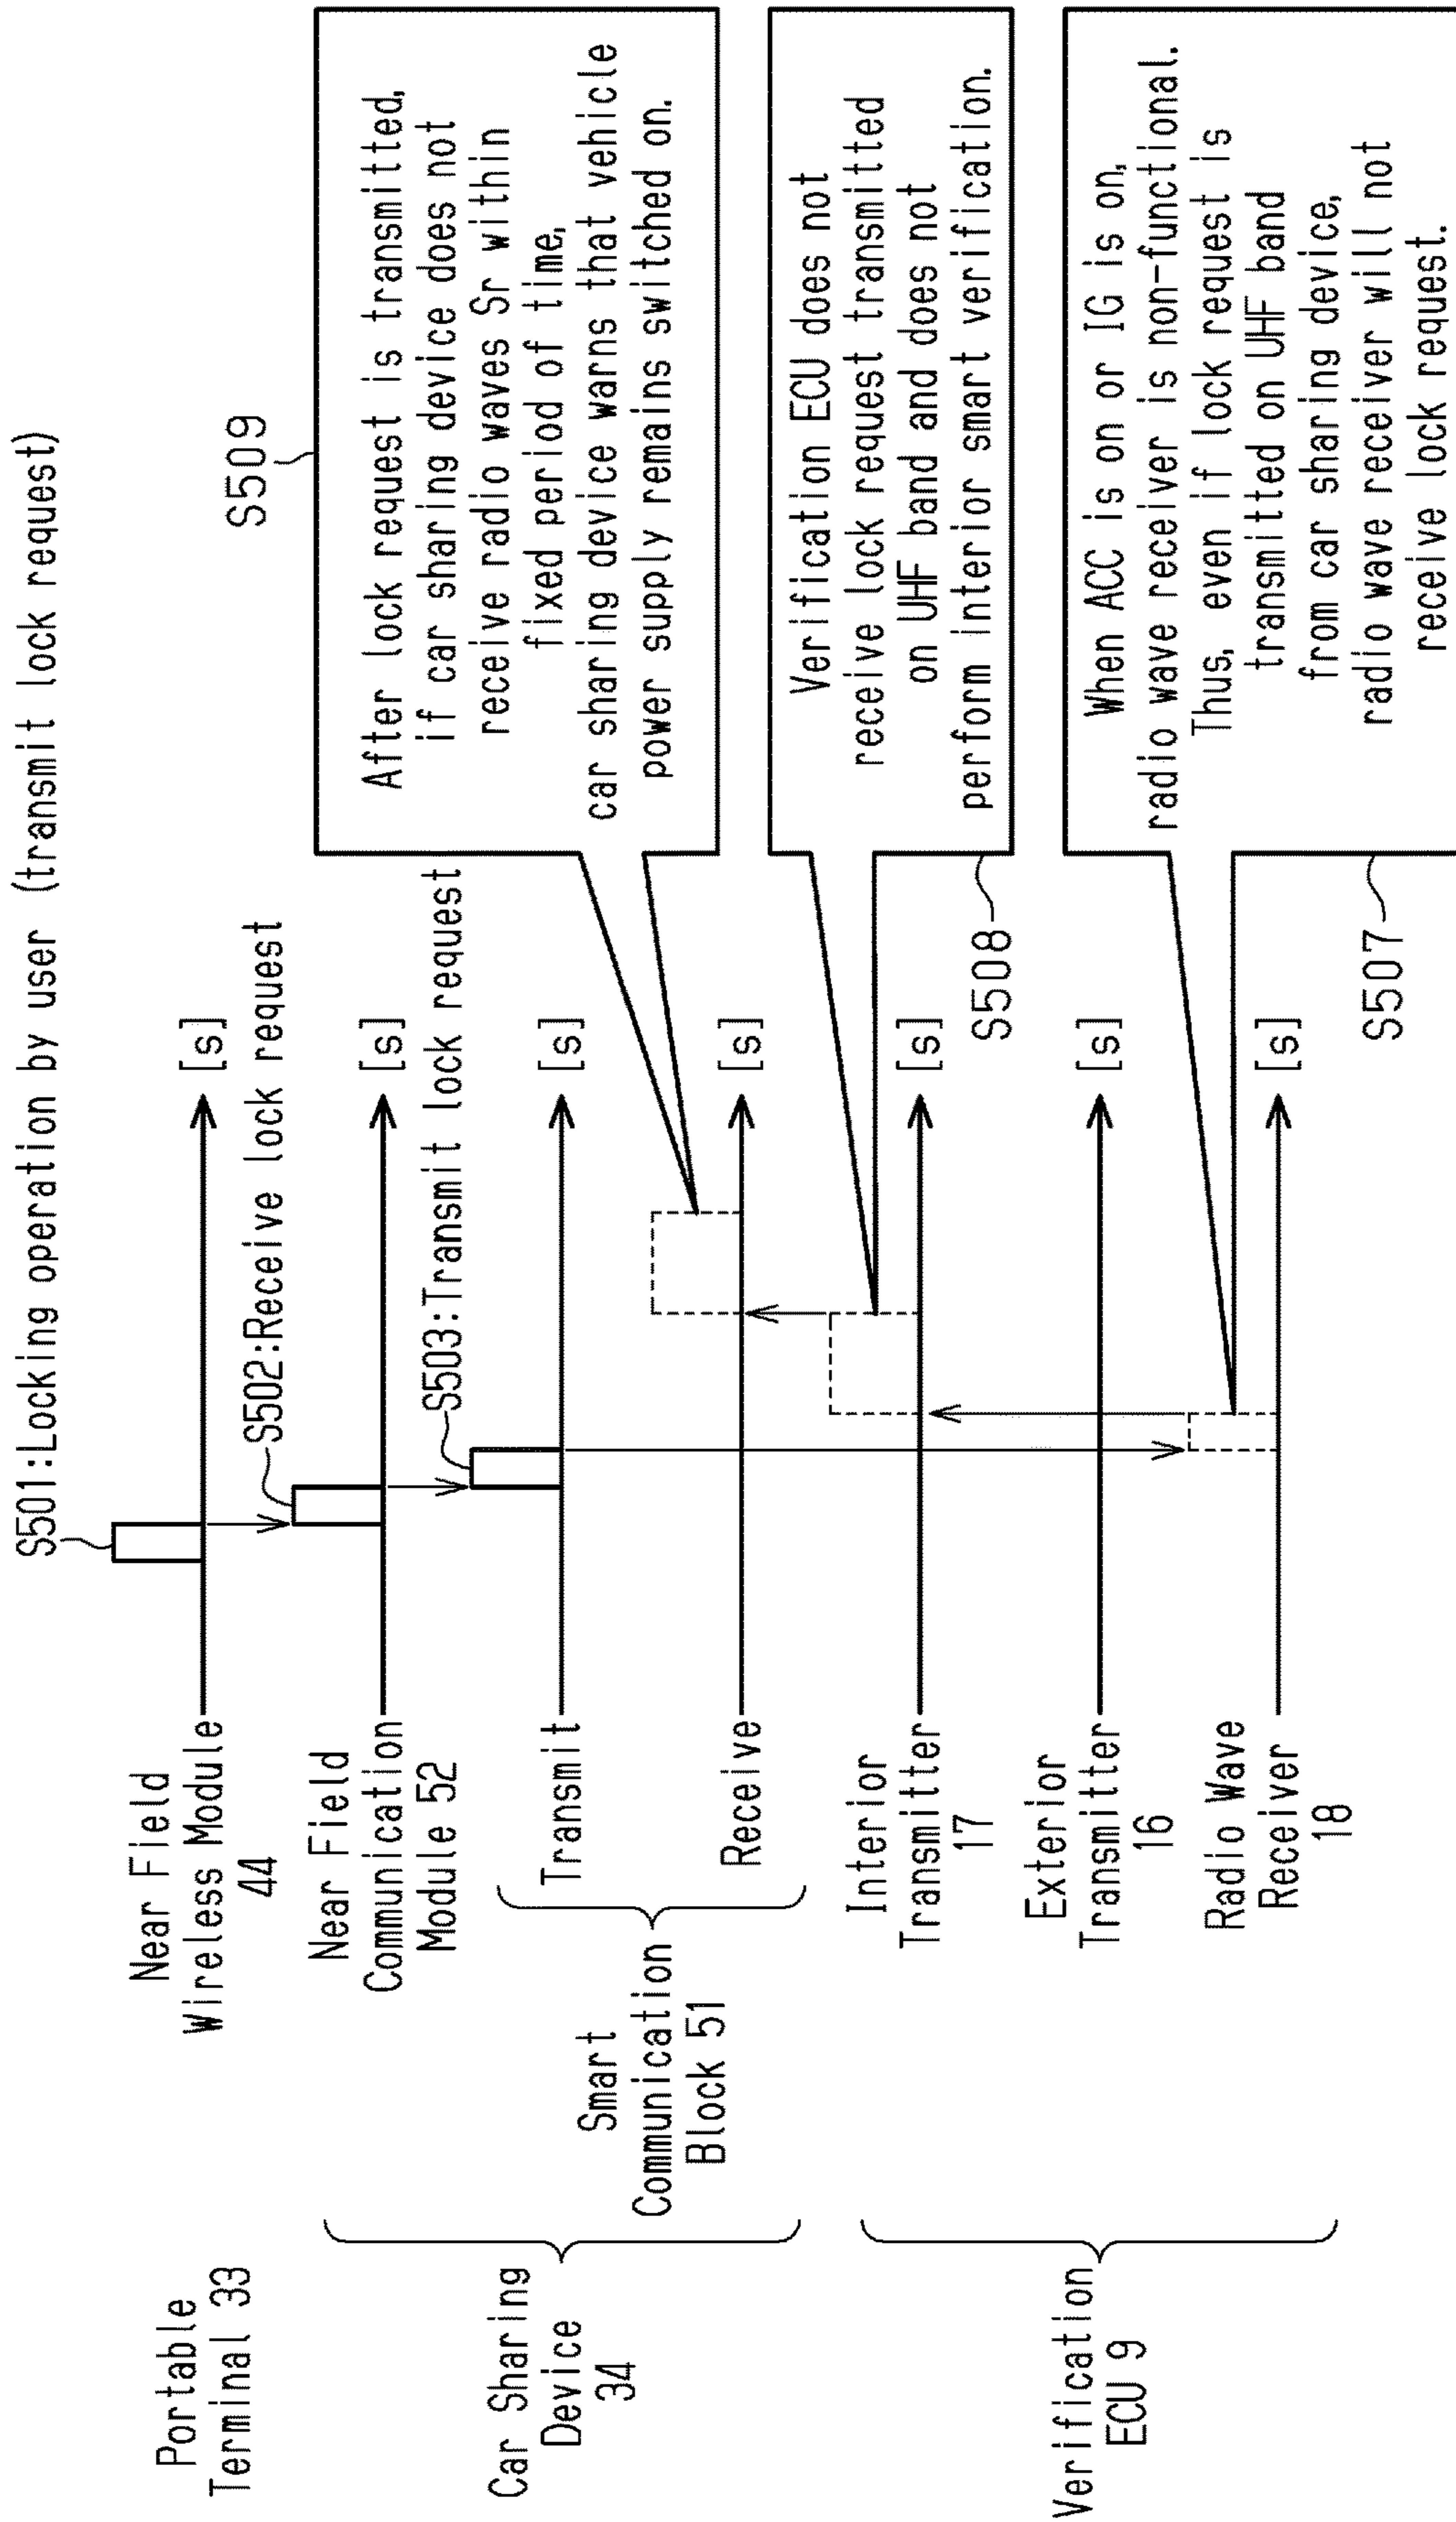 S501:Locking operation by user (transmit lock request)
S502:Receive lock request
S503:Transmit lock request
S509
After lock request is transmitted,
if car sharing device does not
receive radio waves Sr within
fixed period of time,
car sharing device warns that vehicle
power supply remains switched on.
S508
Verification ECU does not
receive lock request transmitted
on UHF band and does not
perform interior smart verification.
S507
When ACC is on or IG is on,
radio wave receiver is non-functional.
Thus, even if lock request is
transmitted on UHF band
from car sharing device,
radio wave receiver will not
receive lock request.
Portable
Terminal 33
Near Field
Wireless Module
44
[s]
Car Sharing
Device
34
Near Field
Communication
Module 52
[s]
Smart
Communication
Block 51
Transmit
[s]
Receive
[s]
Verification
ECU 9
Interior
Transmitter
17
[s]
Exterior
Transmitter
16
[s]
Radio Wave
Receiver
18
[s]